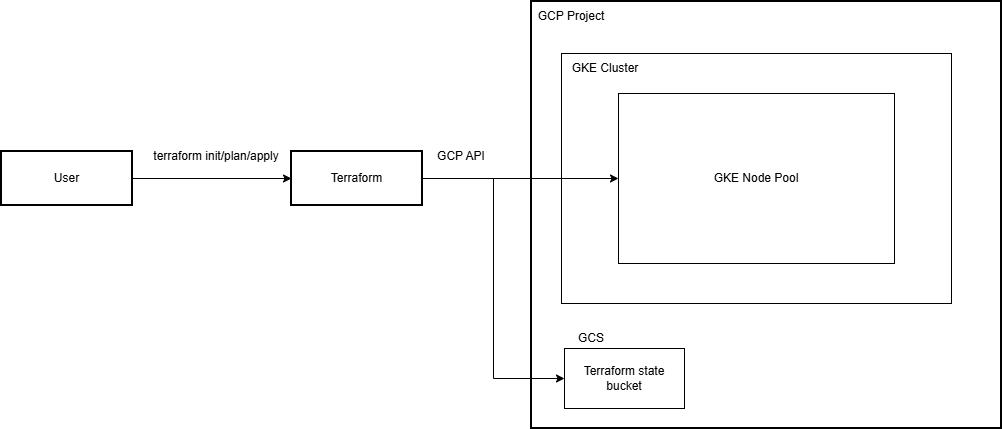 GCP Project
GKE Cluster
terraform init/plan/apply
GCP API
User
Terraform
GKE Node Pool
GCS
Terraform state
bucket